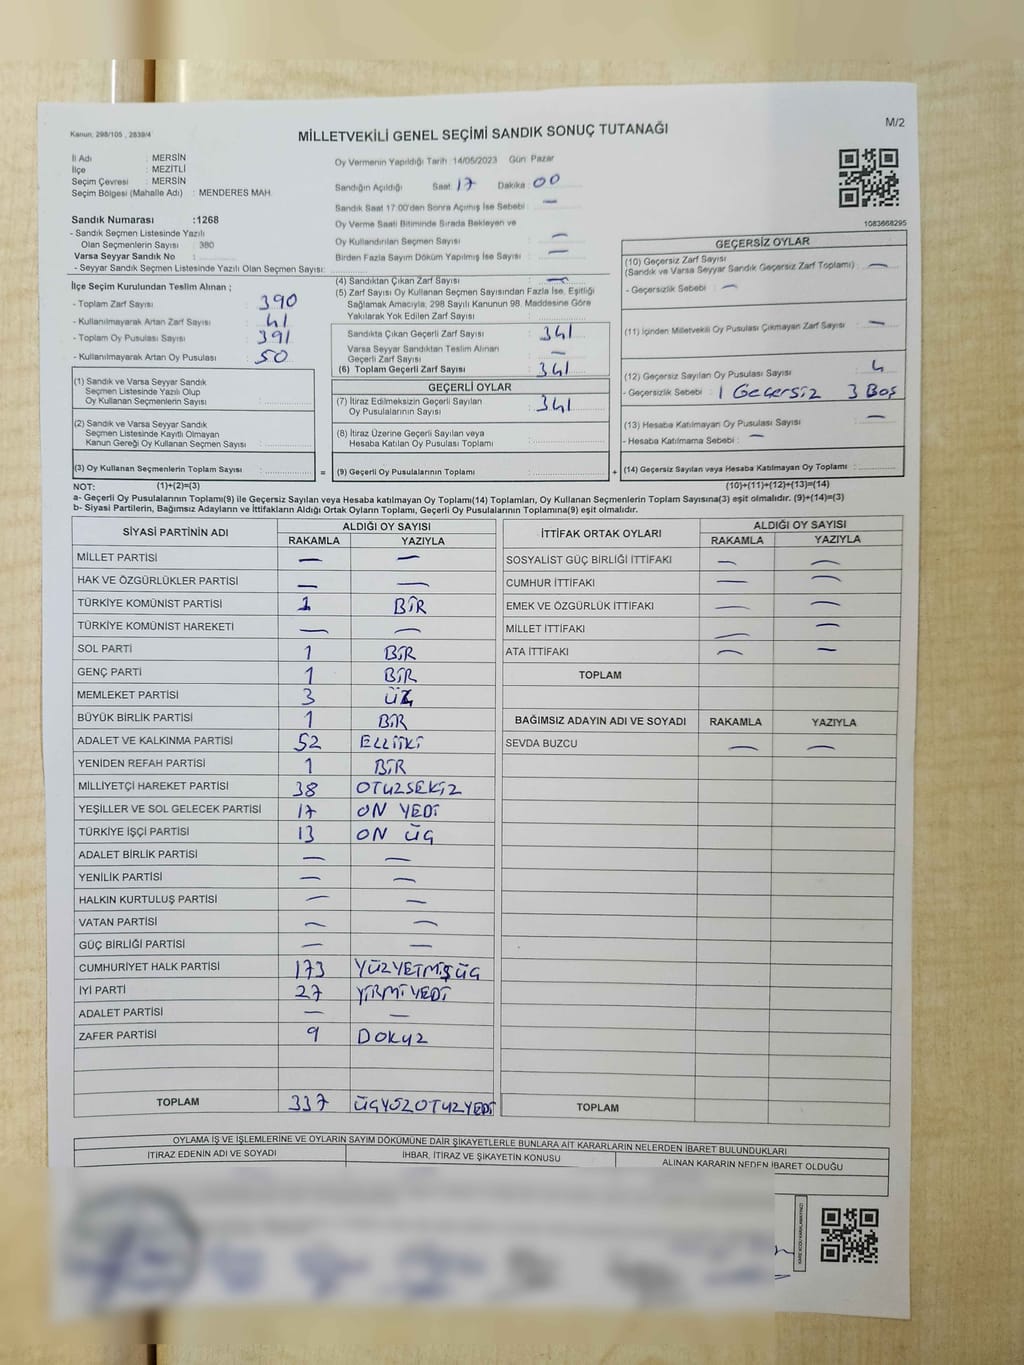 Kanun, 298/105 , 2839/4
M/2
MİLLETVEKİLİ GENEL SEÇİMİ SANDIK SONUÇ TUTANAĞI
İl Adı : MERSİN
İlçe : MEZİTLİ
Seçim Çevresi : MERSİN
Seçim Bölgesi (Mahalle Adı) : MENDERES MAH.
Sandık Numarası :1268
- Sandık Seçmen Listesinde Yazılı
Olan Seçmenlerin Sayısı : 380
Varsa Seyyar Sandık No :
- Seyyar Sandık Seçmen Listesinde Yazılı Olan Seçmen Sayısı:
İlçe Seçim Kurulundan Teslim Alınan ;
- Toplam Zarf Sayısı : 390
- Kullanılmayarak Artan Zarf Sayısı : 41
- Toplam Oy Pusulası : 391
- Kullanılmayarak Artan Oy Pusulası : 50
(1) Sandık ve Varsa Seyyar Sandık
Seçmen Listesinde Yazılı Olup
Oy Kullanan Seçmenlerin Sayısı :
(2) Sandık ve Varsa Seyyar Sandık
Seçmen Listesinde Kayıtlı Olmayan
Kanun Gereği Oy Kullanan Seçmen Sayısı :
(3) Oy Kullanan Seçmenlerin Toplam Sayısı :
Oy Vermenin Yapıldığı Tarih :14/05/2023 Gün :Pazar
Sandığın Açıldığı Saat : 17 Dakika : 00
Sandık Saat 17:00'dan Sonra Açılmış İse Sebebi : —
Oy Verme Saati Bitiminde Sırada Bekleyen ve
Oy Kullandırılan Seçmen Sayısı : —
Birden Fazla Sayım Döküm Yapılmış İse Sayısı : —
(4) Sandıktan Çıkan Zarf Sayısı : —
(5) Zarf Sayısı Oy Kullanan Seçmen Sayısından Fazla İse, Eşitliği
Sağlamak Amacıyla, 298 Sayılı Kanunun 98. Maddesine Göre
Yakılarak Yok Edilen Zarf Sayısı :
Sandıkta Çıkan Geçerli Zarf Sayısı : 341
Varsa Seyyar Sandıktan Teslim Alınan
Geçerli Zarf Sayısı : —
(6) Toplam Geçerli Zarf Sayısı : 341
GEÇERLİ OYLAR
(7) İtiraz Edilmeksizin Geçerli Sayılan
Oy Pusulalarının Sayısı : 341
(8) İtiraz Üzerine Geçerli Sayılan veya
Hesaba Katılan Oy Pusulası Toplamı :
= (9) Geçerli Oy Pusulalarının Toplamı : +
1083668295
GEÇERSİZ OYLAR
(10) Geçersiz Zarf Sayısı
(Sandık ve Varsa Seyyar Sandık Geçersiz Zarf Toplamı) : —
- Geçersizlik Sebebi : —
(11) İçinden Milletvekili Oy Pusulası Çıkmayan Zarf Sayısı : —
(12) Geçersiz Sayılan Oy Pusulası Sayısı : 4
- Geçersizlik Sebebi : 1 Geçersiz 3 Boş
(13) Hesaba Katılmayan Oy Pusulası Sayısı : —
- Hesaba Katılmama Sebebi : —
(14) Geçersiz Sayılan veya Hesaba Katılmayan Oy Toplamı :
NOT: (1)+(2)=(3) (10)+(11)+(12)+(13)=(14)
a- Geçerli Oy Pusulalarının Toplamı(9) ile Geçersiz Sayılan veya Hesaba katılmayan Oy Toplamı(14) Toplamları, Oy Kullanan Seçmenlerin Toplam Sayısına(3) eşit olmalıdır. (9)+(14)=(3)
b- Siyasi Partilerin, Bağımsız Adayların ve İttifakların Aldığı Ortak Oyların Toplamı, Geçerli Oy Pusulalarının Toplamına(9) eşit olmalıdır.
SİYASİ PARTİNİN ADI ALDIĞI OY SAYISI
RAKAMLA YAZIYLA
MİLLET PARTİSİ — —
HAK VE ÖZGÜRLÜKLER PARTİSİ — —
TÜRKİYE KOMÜNİST PARTİSİ 1 BİR
TÜRKİYE KOMÜNİST HAREKETİ — —
SOL PARTİ 1 BİR
GENÇ PARTİ 1 BİR
MEMLEKET PARTİSİ 3 ÜÇ
BÜYÜK BİRLİK PARTİSİ 1 BİR
ADALET VE KALKINMA PARTİSİ 52 ELLİİKİ
YENİDEN REFAH PARTİSİ 1 BİR
MİLLİYETÇİ HAREKET PARTİSİ 38 OTUZSEKİZ
YEŞİLLER VE SOL GELECEK PARTİSİ 17 ON YEDİ
TÜRKİYE İŞÇİ PARTİSİ 13 ON ÜÇ
ADALET BİRLİK PARTİSİ — —
YENİLİK PARTİSİ — —
HALKIN KURTULUŞ PARTİSİ — —
VATAN PARTİSİ — —
GÜÇ BİRLİĞİ PARTİSİ — —
CUMHURİYET HALK PARTİSİ 173 YÜZYETMİŞÜÇ
İYİ PARTİ 27 YİRMİYEDİ
ADALET PARTİSİ — —
ZAFER PARTİSİ 9 DOKUZ
TOPLAM 337 ÜÇYÜZOTUZYEDİ
İTTİFAK ORTAK OYLARI ALDIĞI OY SAYISI
RAKAMLA YAZIYLA
SOSYALİST GÜÇ BİRLİĞİ İTTİFAKI — —
CUMHUR İTTİFAKI — —
EMEK VE ÖZGÜRLÜK İTTİFAKI — —
MİLLET İTTİFAKI — —
ATA İTTİFAKI — —
TOPLAM
BAĞIMSIZ ADAYIN ADI VE SOYADI RAKAMLA YAZIYLA
SEVDA BUZCU — —
TOPLAM
OYLAMA İŞ VE İŞLEMLERİNE VE OYLARIN SAYIM DÖKÜMÜNE DAİR ŞİKAYETLERLE BUNLARA AİT KARARLARIN NELERDEN İBARET BULUNDUKLARI
İTİRAZ EDENİN ADI VE SOYADI İHBAR, İTİRAZ VE ŞİKAYETİN KONUSU ALINAN KARARIN NEDEN İBARET OLDUĞU